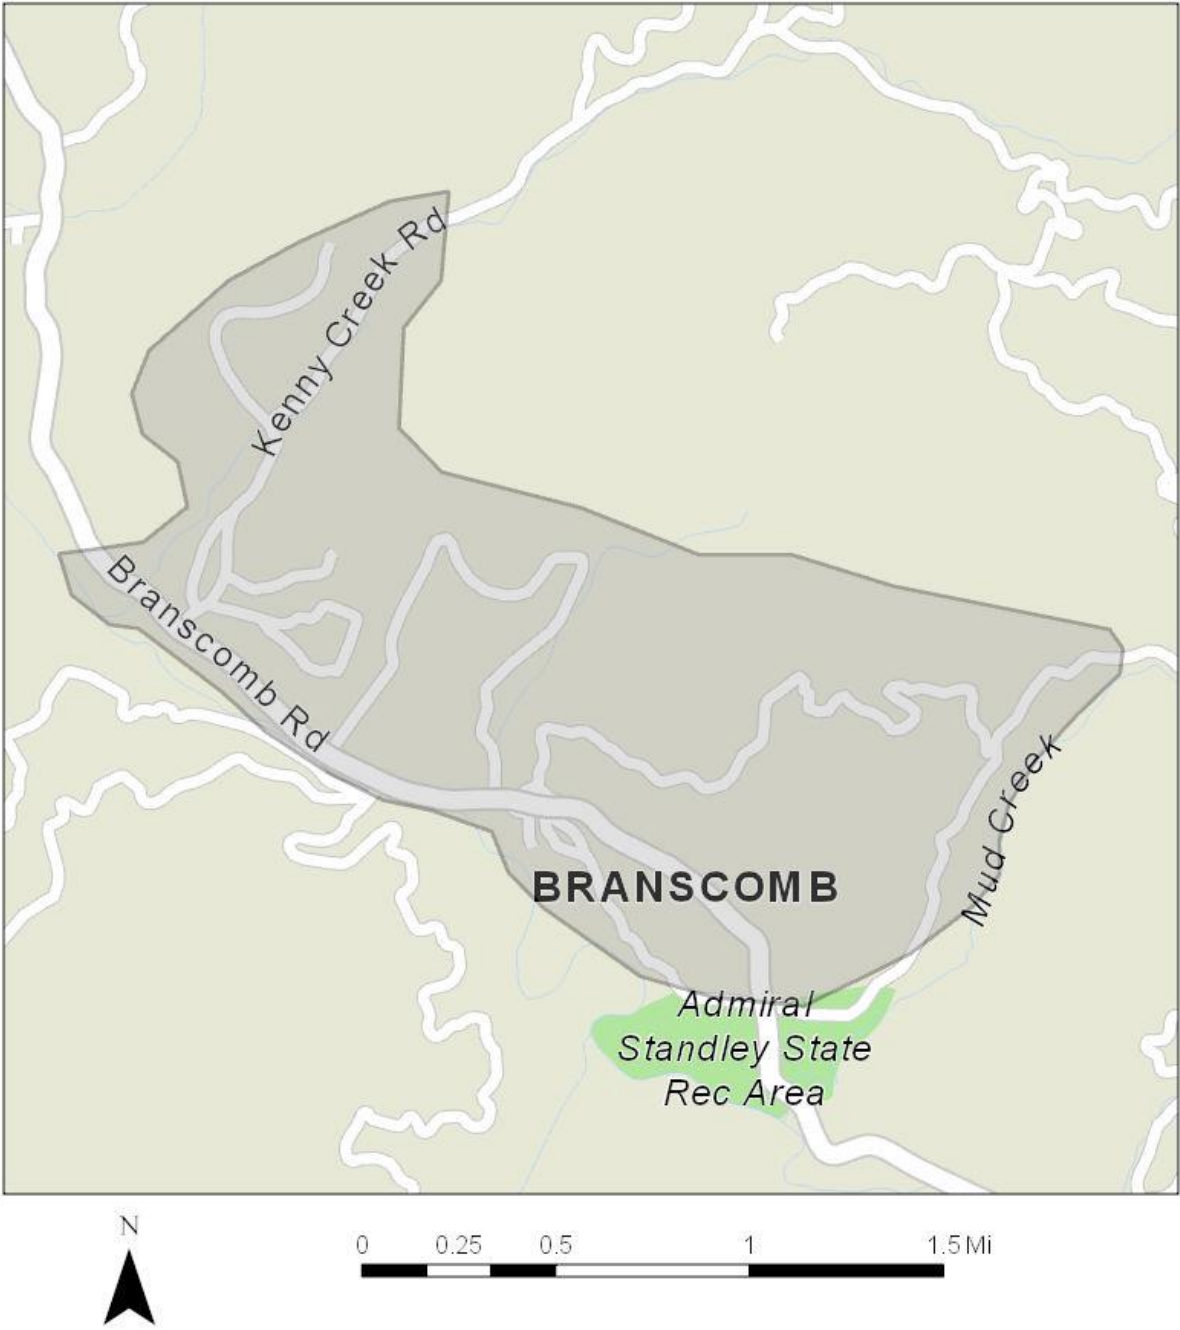 Kenny Creek Rd
Branscomb Rd
Mud Creek
BRANSCOMB
Admiral
Standley State
Rec Area
N
0 0.25 0.5 1 1.5 Mi